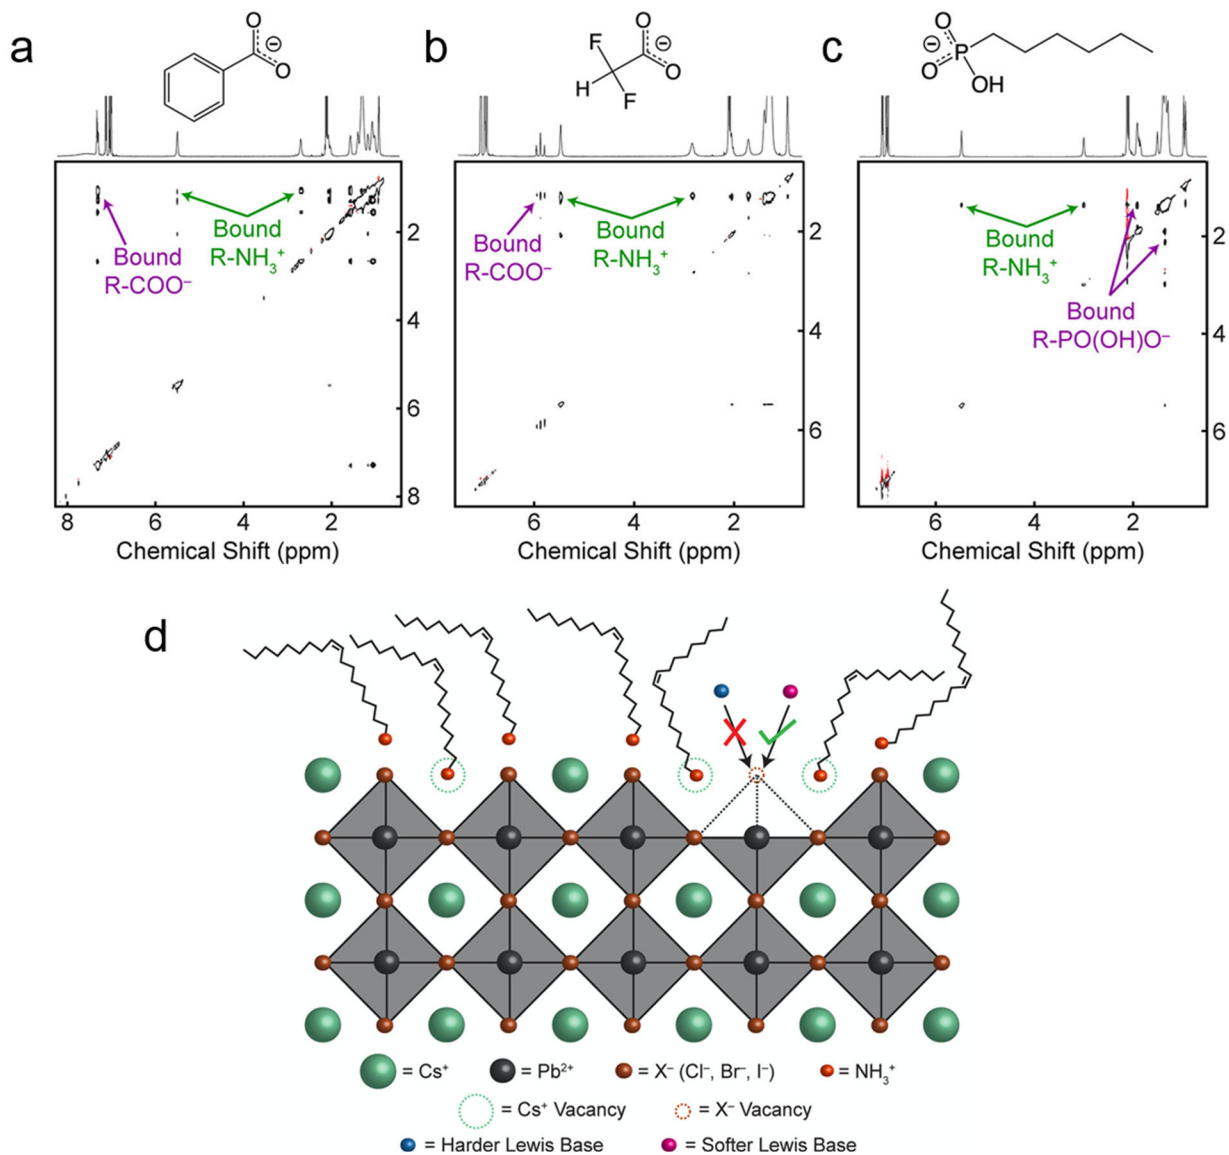 a
b
c
O
O
⊖
F
H
F
O
O
⊖
⊖
O
P
O
OH
Bound
R-COO⁻
Bound
R-NH₃⁺
2
4
6
8
8 6 4 2
Chemical Shift (ppm)
Bound
R-COO⁻
Bound
R-NH₃⁺
2
4
6
6 4 2
Chemical Shift (ppm)
Bound
R-NH₃⁺
Bound
R-PO(OH)O⁻
2
4
6
6 4 2
Chemical Shift (ppm)
d
= Cs⁺ = Pb²⁺ = X⁻ (Cl⁻, Br⁻, I⁻) = NH₃⁺
= Cs⁺ Vacancy = X⁻ Vacancy
= Harder Lewis Base = Softer Lewis Base